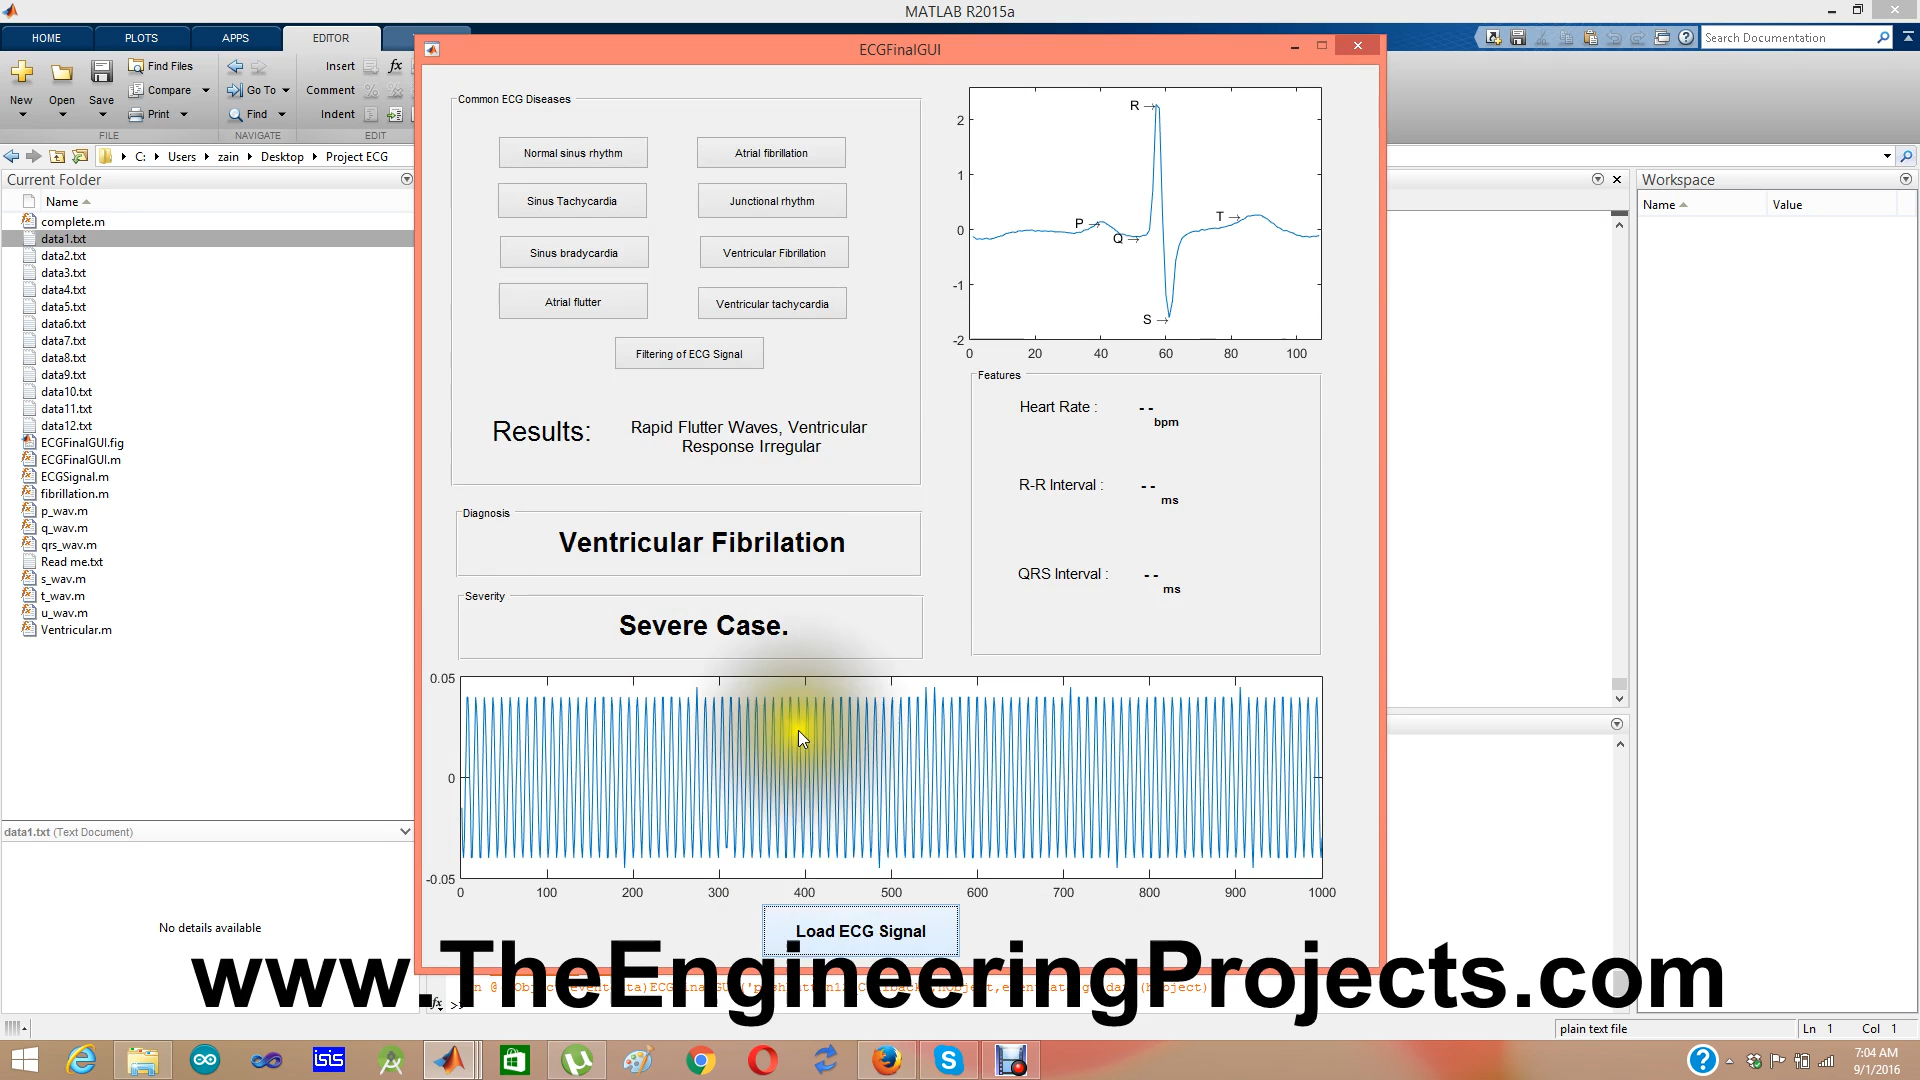 MATLAB R2015a
HOME PLOTS APPS EDITOR
Search Documentation
New Open Save
Find Files
Compare
Print
Go To
Find
Insert fx
Comment
Indent
FILE NAVIGATE EDIT
C: Users zain Desktop Project ECG
Current Folder
Name
complete.m
data1.txt
data2.txt
data3.txt
data4.txt
data5.txt
data6.txt
data7.txt
data8.txt
data9.txt
data10.txt
data11.txt
data12.txt
ECGFinalGUI.fig
ECGFinalGUI.m
ECGSignal.m
fibrillation.m
p_wav.m
q_wav.m
qrs_wav.m
Read me.txt
s_wav.m
t_wav.m
u_wav.m
Ventricular.m
data1.txt (Text Document)
No details available
ECGFinalGUI
Common ECG Diseases
Normal sinus rhythm
Atrial fibrillation
Sinus Tachycardia
Junctional rhythm
Sinus bradycardia
Ventricular Fibrillation
Atrial flutter
Ventricular tachycardia
Filtering of ECG Signal
Results:
Rapid Flutter Waves, Ventricular
Response Irregular
Diagnosis
Ventricular Fibrilation
Severity
Severe Case.
2
1
0
-1
-2
0 20 40 60 80 100
R →
P →
Q →
S →
T →
Features
Heart Rate : --
bpm
R-R Interval : --
ms
QRS Interval : --
ms
0.05
0
-0.05
0 100 200 300 400 500 600 700 800 900 1000
Load ECG Signal
Workspace
Name Value
fx >>
www.TheEngineeringProjects.com
plain text file Ln 1 Col 1
isis
7:04 AM
9/1/2016